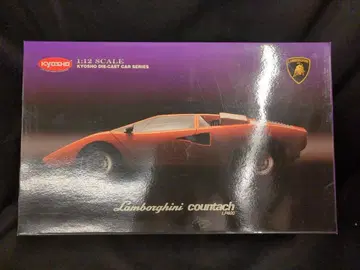 KYOSHO
1:12 SCALE
KYOSHO DIE-CAST CAR SERIES
Lamborghini countach
LP400